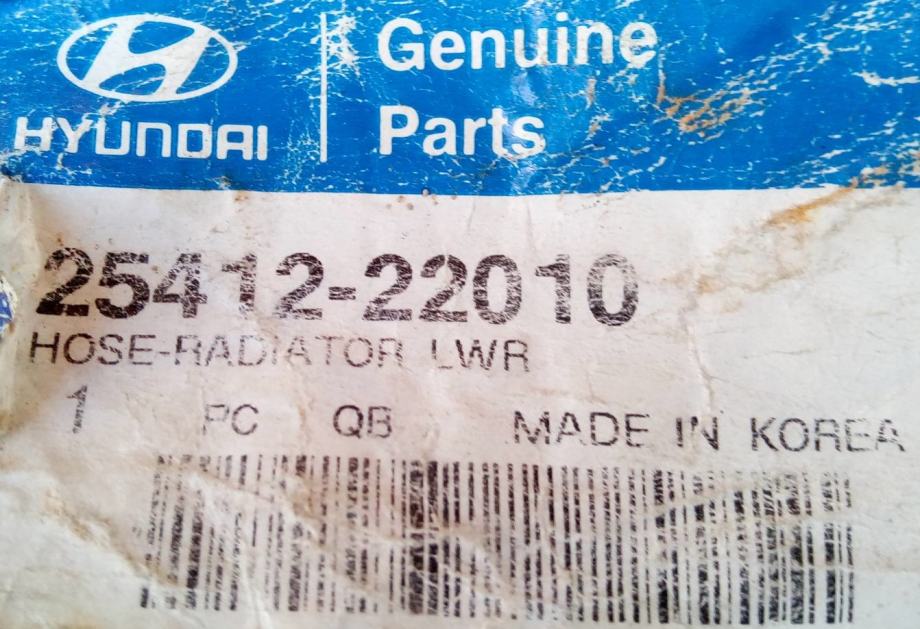 HYUNDAI
Genuine
Parts
25412-22010
HOSE-RADIATOR LWR
1 PC QB MADE IN KOREA